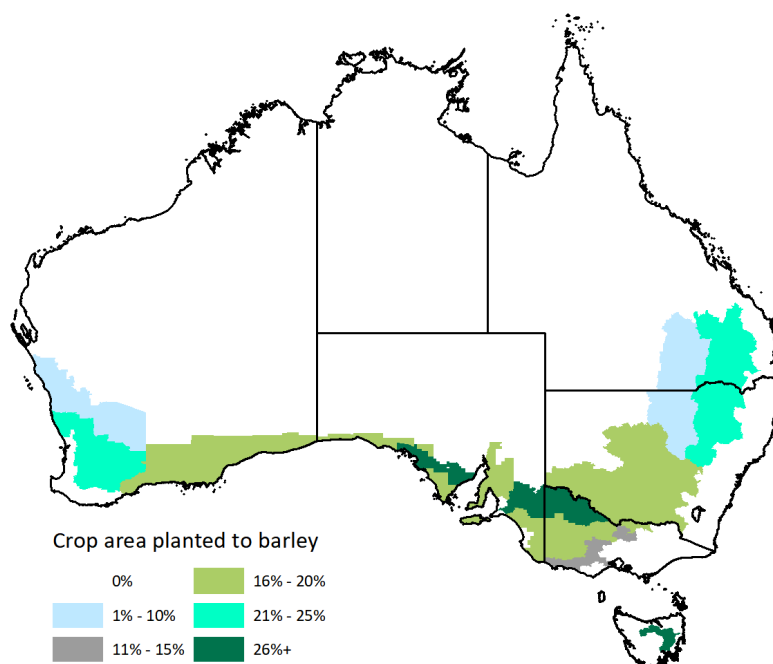 Crop area planted to barley
0%
16% - 20%
1% - 10%
21% - 25%
11% - 15%
26%+